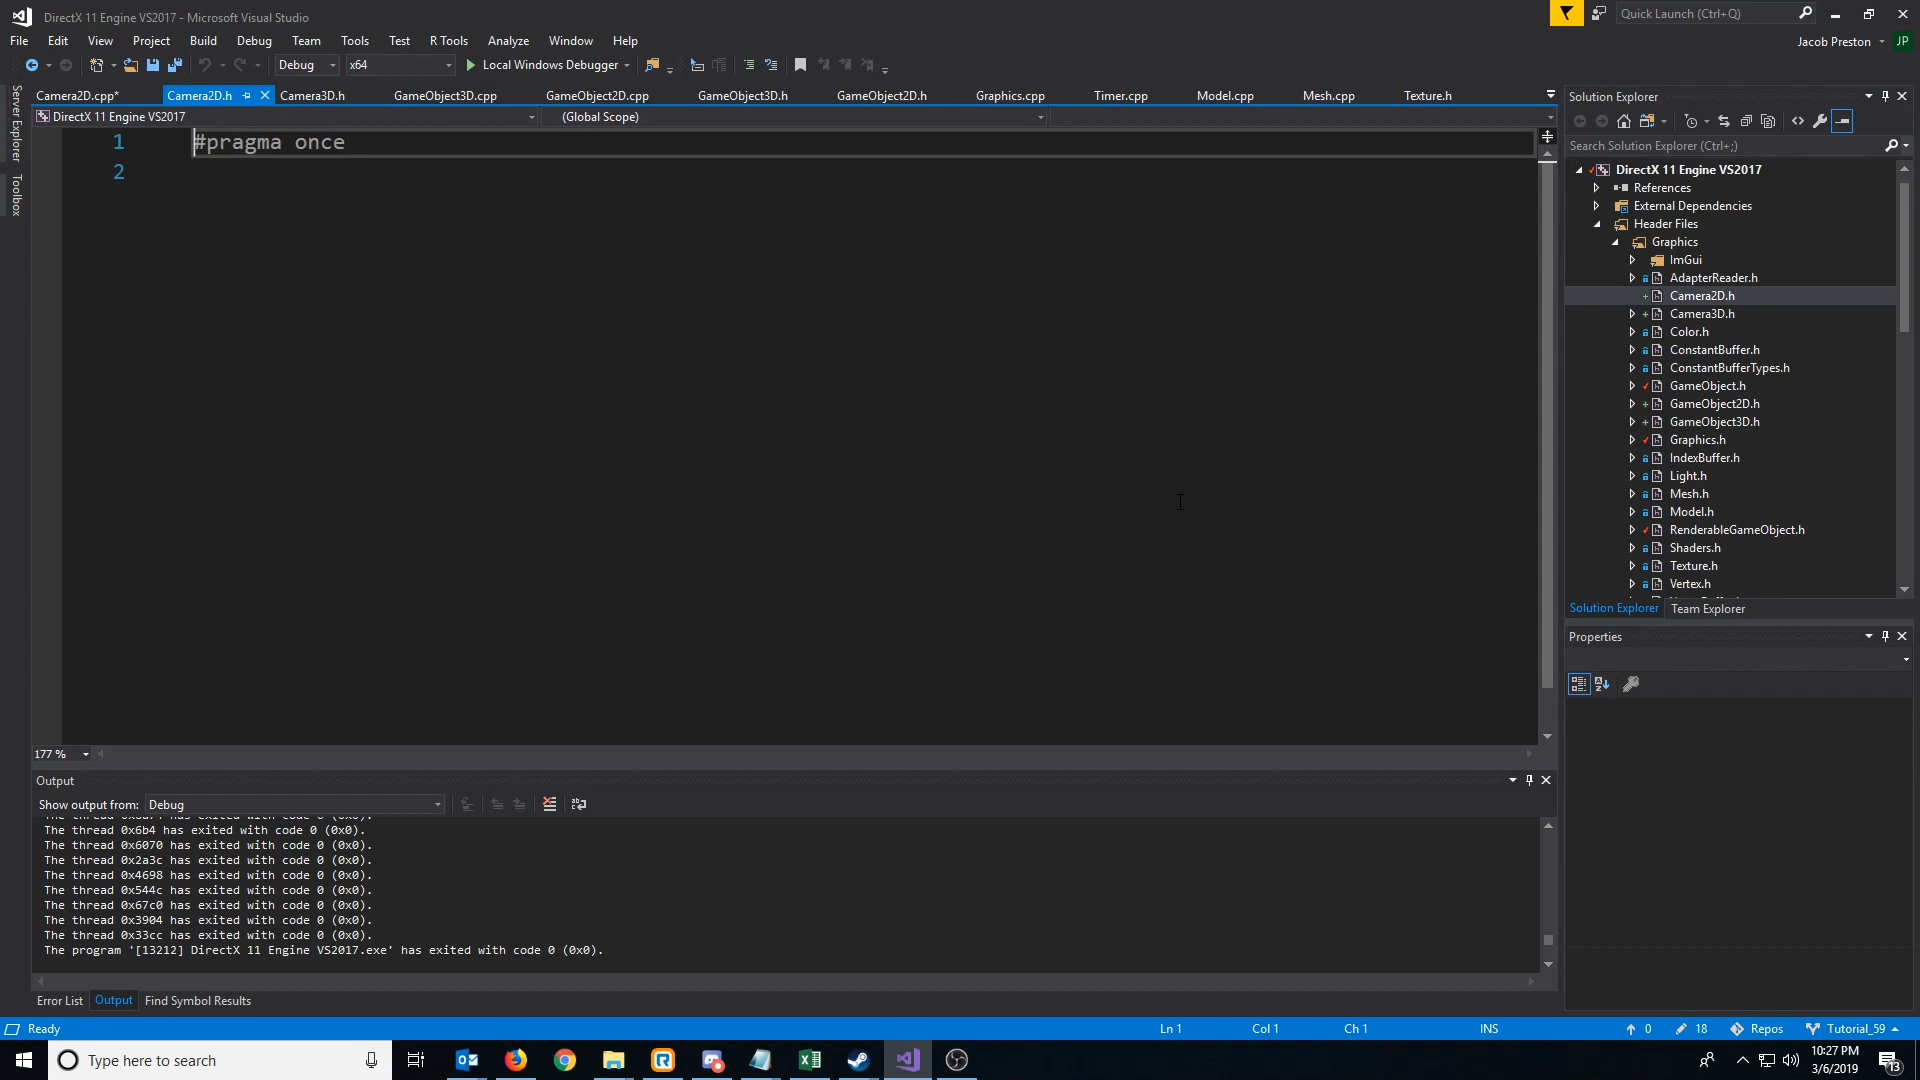 DirectX 11 Engine VS2017 - Microsoft Visual Studio
Quick Launch (Ctrl+Q)
File Edit View Project Build Debug Team Tools Test R Tools Analyze Window Help
Jacob Preston JP
Debug x64 Local Windows Debugger
Server Explorer
Toolbox
Camera2D.cpp* Camera2D.h Camera3D.h GameObject3D.cpp GameObject2D.cpp GameObject3D.h GameObject2D.h Graphics.cpp Timer.cpp Model.cpp Mesh.cpp Texture.h
DirectX 11 Engine VS2017 (Global Scope)
1 #pragma once
2
177 %
Solution Explorer
Search Solution Explorer (Ctrl+;)
DirectX 11 Engine VS2017
References
External Dependencies
Header Files
Graphics
ImGui
AdapterReader.h
Camera2D.h
Camera3D.h
Color.h
ConstantBuffer.h
ConstantBufferTypes.h
GameObject.h
GameObject2D.h
GameObject3D.h
Graphics.h
IndexBuffer.h
Light.h
Mesh.h
Model.h
RenderableGameObject.h
Shaders.h
Texture.h
Vertex.h
Solution Explorer Team Explorer
Properties
Output
Show output from: Debug
The thread 0x6b4 has exited with code 0 (0x0).
The thread 0x6070 has exited with code 0 (0x0).
The thread 0x2a3c has exited with code 0 (0x0).
The thread 0x4698 has exited with code 0 (0x0).
The thread 0x544c has exited with code 0 (0x0).
The thread 0x67c0 has exited with code 0 (0x0).
The thread 0x3904 has exited with code 0 (0x0).
The thread 0x33cc has exited with code 0 (0x0).
The program '[13212] DirectX 11 Engine VS2017.exe' has exited with code 0 (0x0).
Error List Output Find Symbol Results
Ready Ln 1 Col 1 Ch 1 INS 0 18 Repos Tutorial_59
Type here to search
10:27 PM
3/6/2019
13